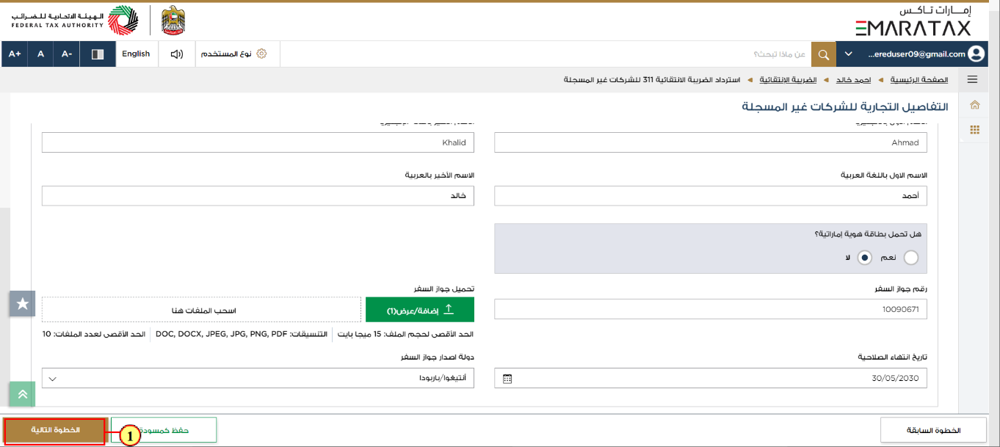 إمـــارات تــاكــس
EMARATAX
الهيئة الاتحادية للضرائب
FEDERAL TAX AUTHORITY
...ereduser09@gmail.com
عن ماذا تبحث؟
نوع المستخدم
English
A-
A
A+
الصفحة الرئيسية ◄ احمد خالد ◄ الضريبة الانتقائية ◄ استرداد الضريبة الانتقائية 311 للشركات غير المسجلة
التفاصيل التجارية للشركات غير المسجلة
Ahmad
Khalid
الاسم الاول باللغة العربية
الاسم الأخير بالعربية
أحمد
خالد
هل تحمل بطاقة هوية إماراتية؟
نعم
لا
رقم جواز السفر
تحميل جواز السفر
10090671
إضافة/عرض(1)
اسحب الملفات هنا
الحد الأقصى لحجم الملف: 15 ميجا بايت | التنسيقات: DOC, DOCX, JPEG, JPG, PNG, PDF | الحد الأقصى لعدد الملفات: 10
تاريخ انتهاء الصلاحية
دولة اصدار جواز السفر
30/05/2030
أنتيغوا/باربودا
الخطوة السابقة
حفظ كمسودة
1
الخطوة التالية